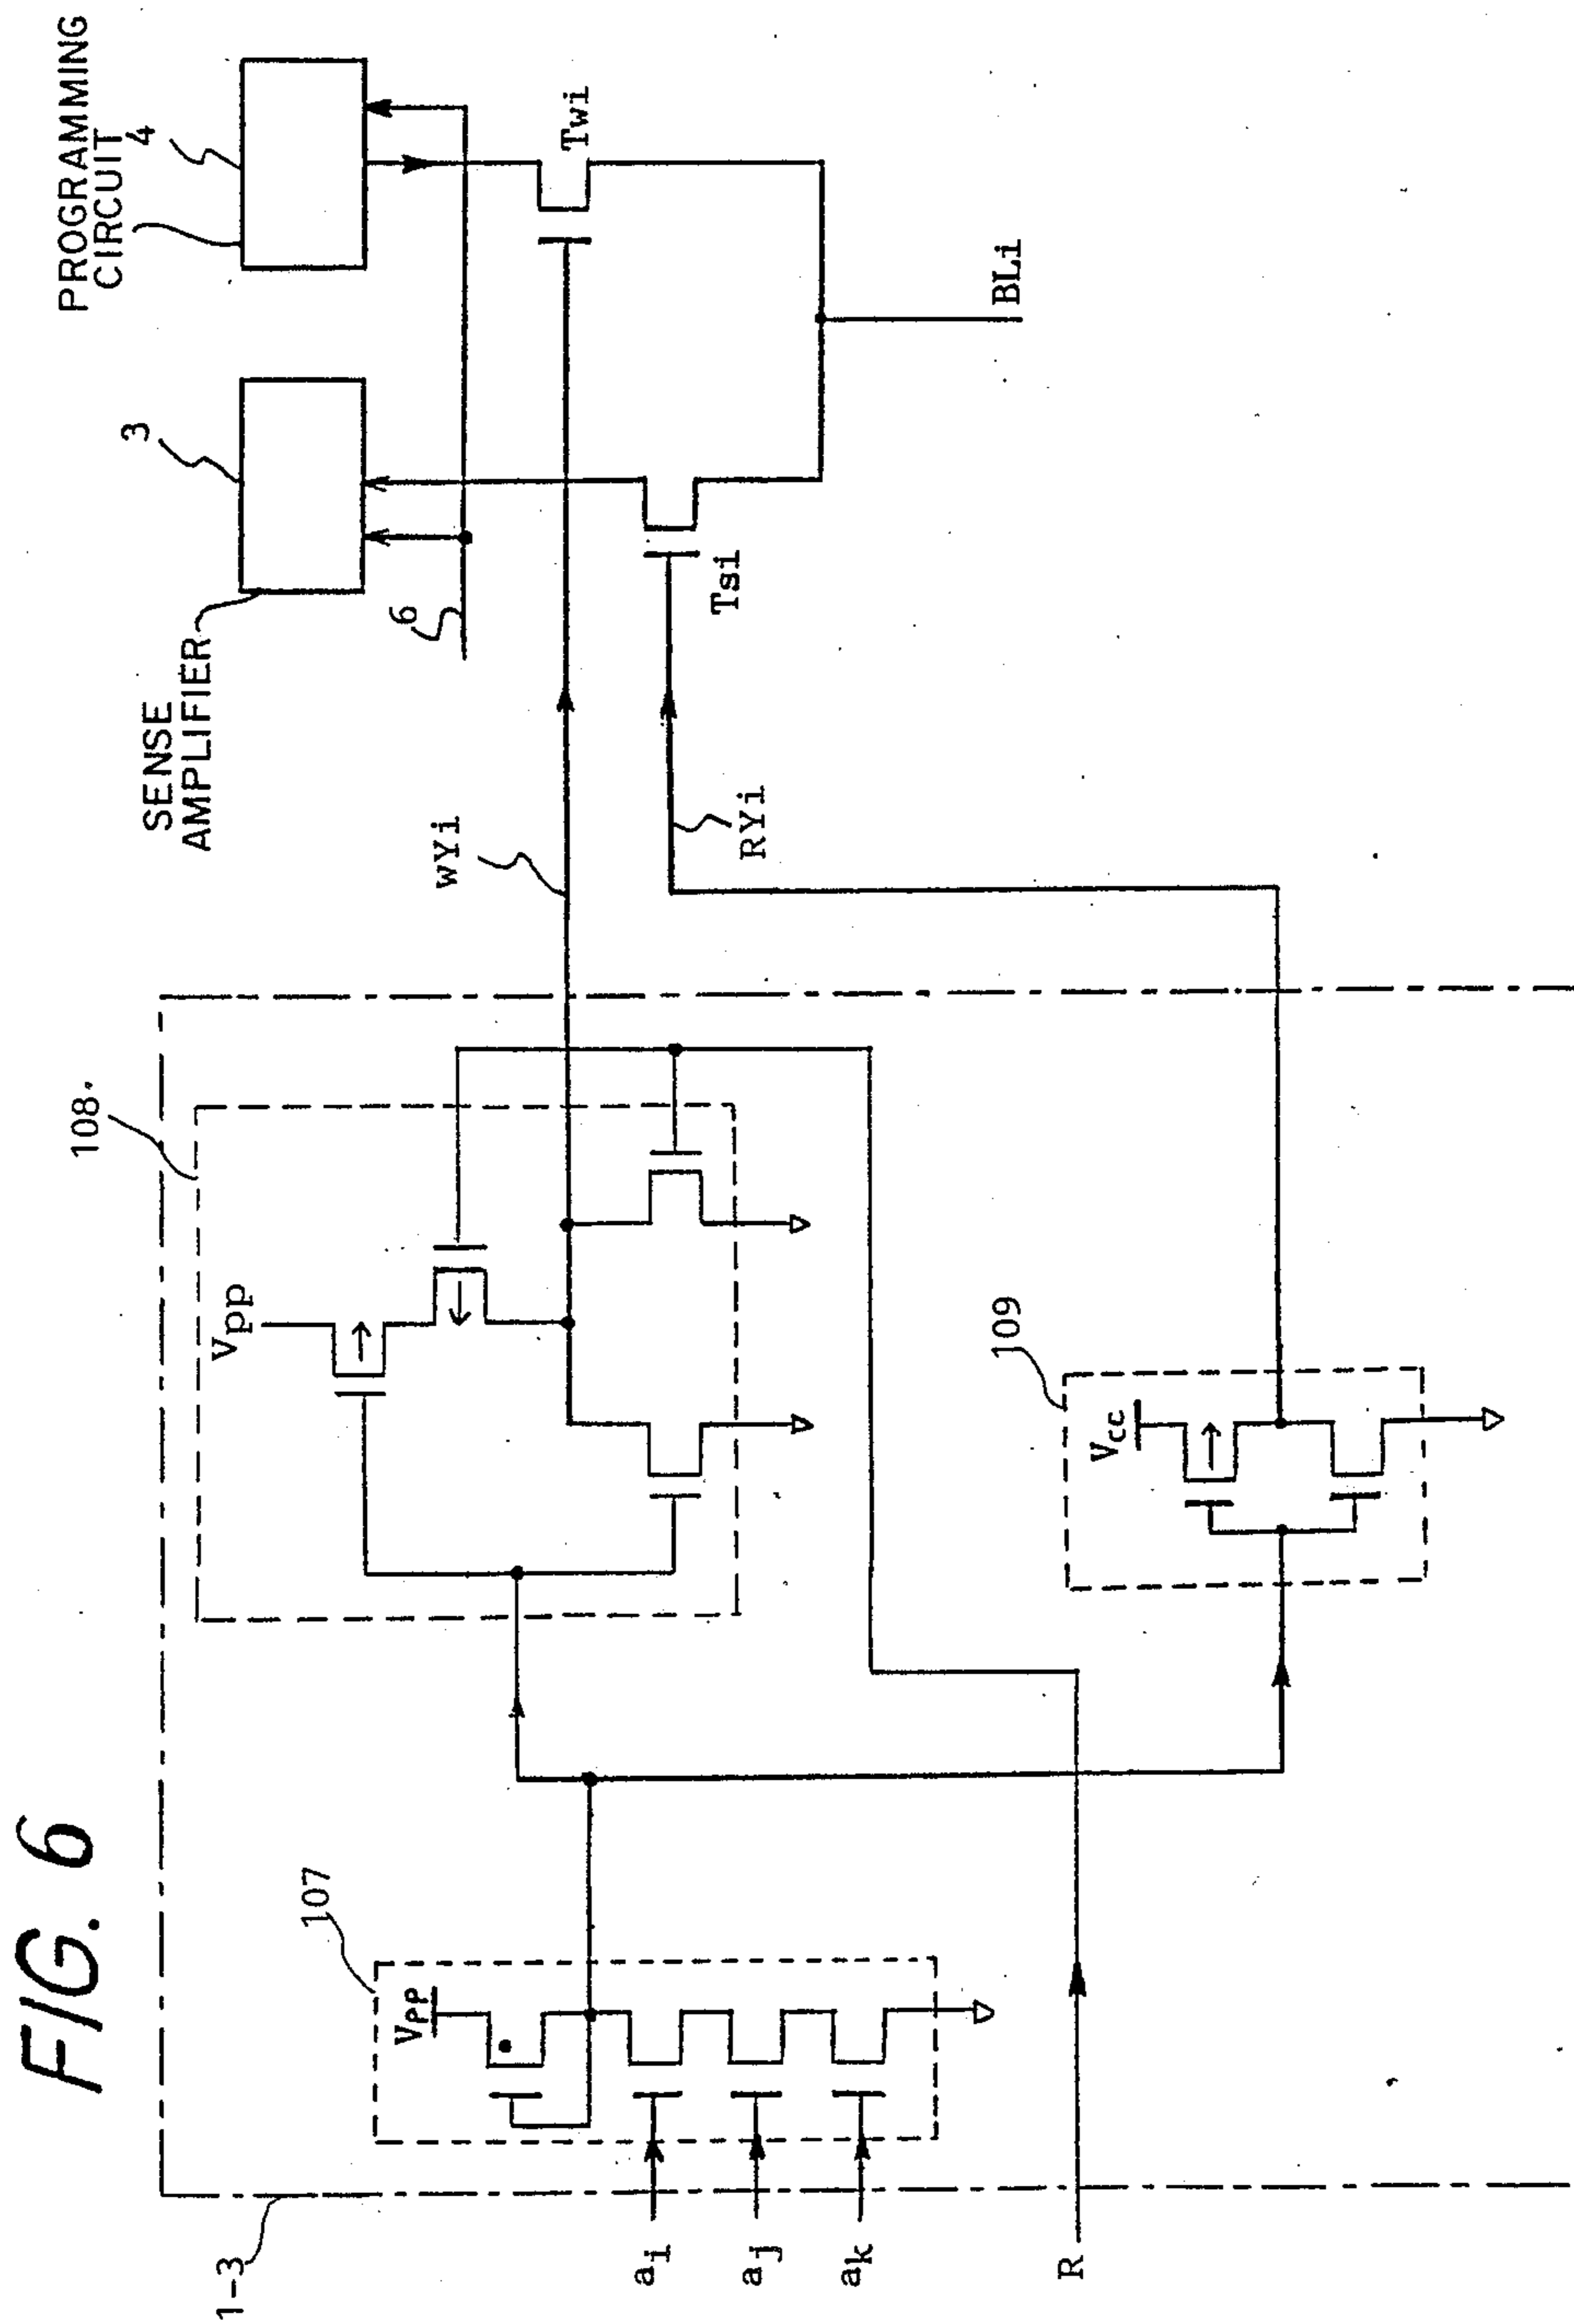 FIG. 6
PROGRAMMING
CIRCUIT
4
3
SENSE
AMPLIFIER
6
Twi
Tsi
BLi
wYi
RYi
108
Vpp
109
Vcc
107
Vpp
1-3
ai
aj
ak
R